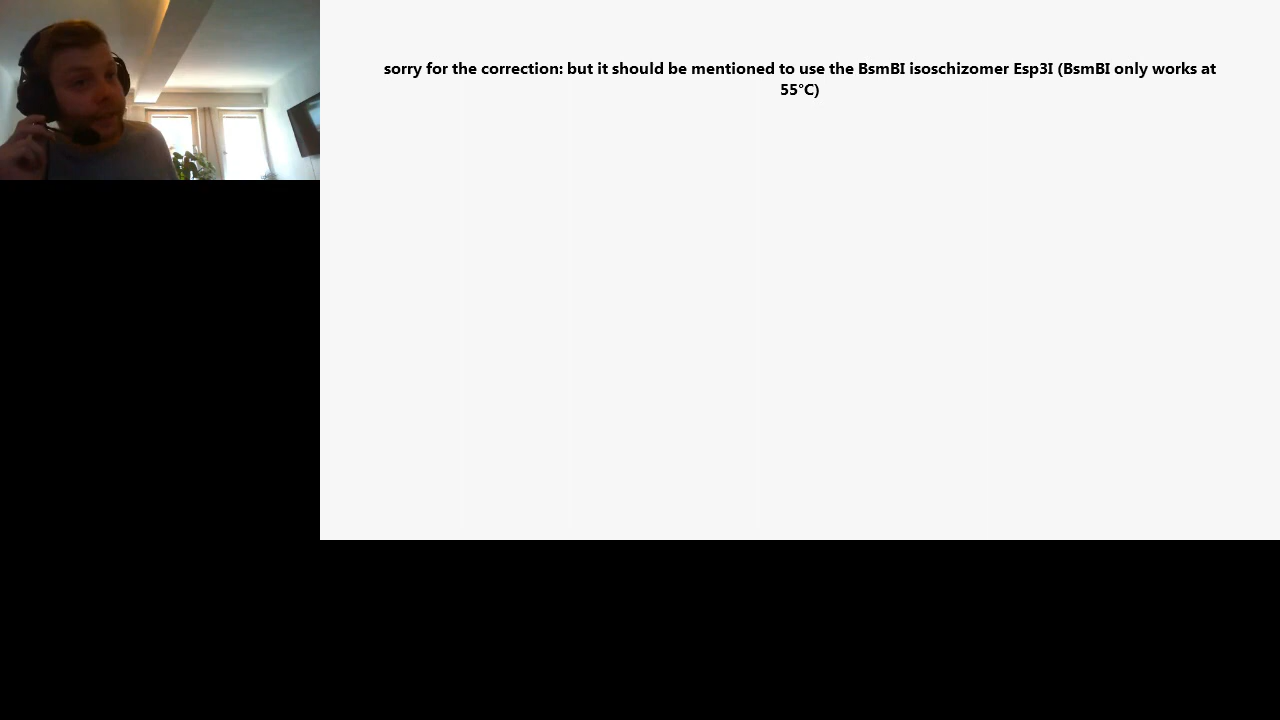 sorry for the correction: but it should be mentioned to use the BsmBI isoschizomer Esp3I (BsmBI only works at
55°C)